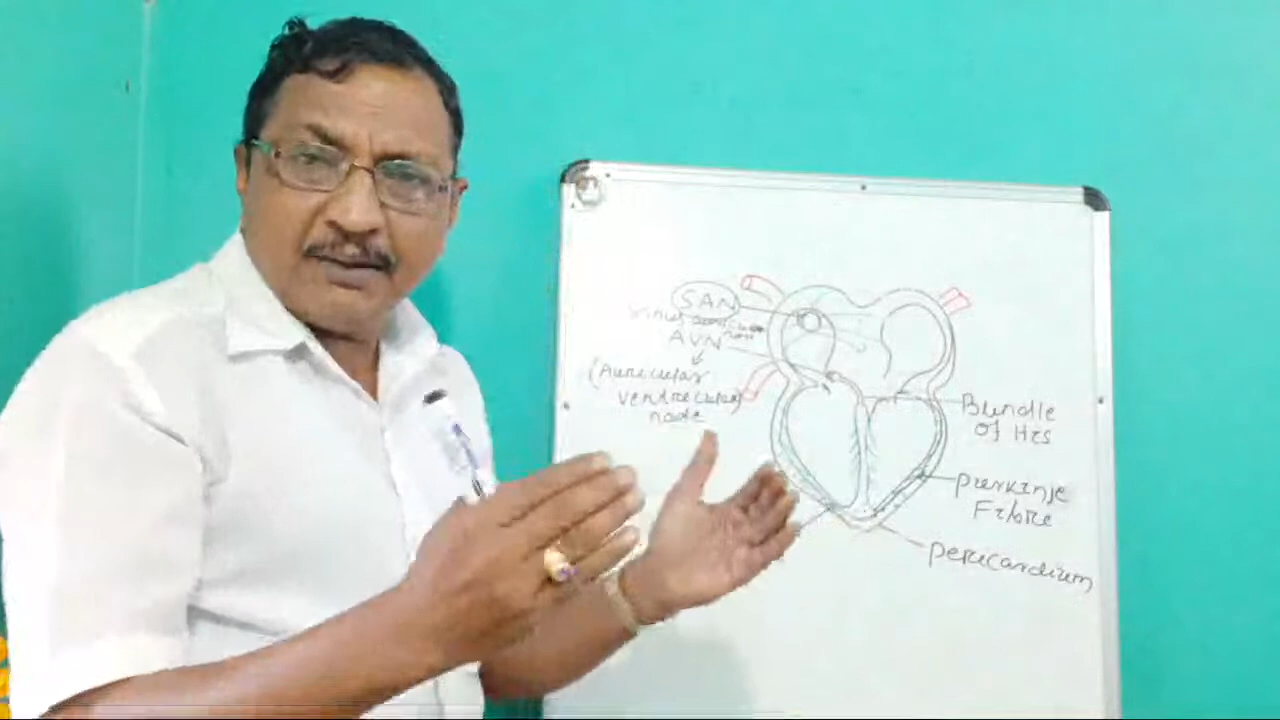 SAN
AVN
(Auricular
ventricular)
node
Bundle
of His
purkinje
Fibre
pericardium